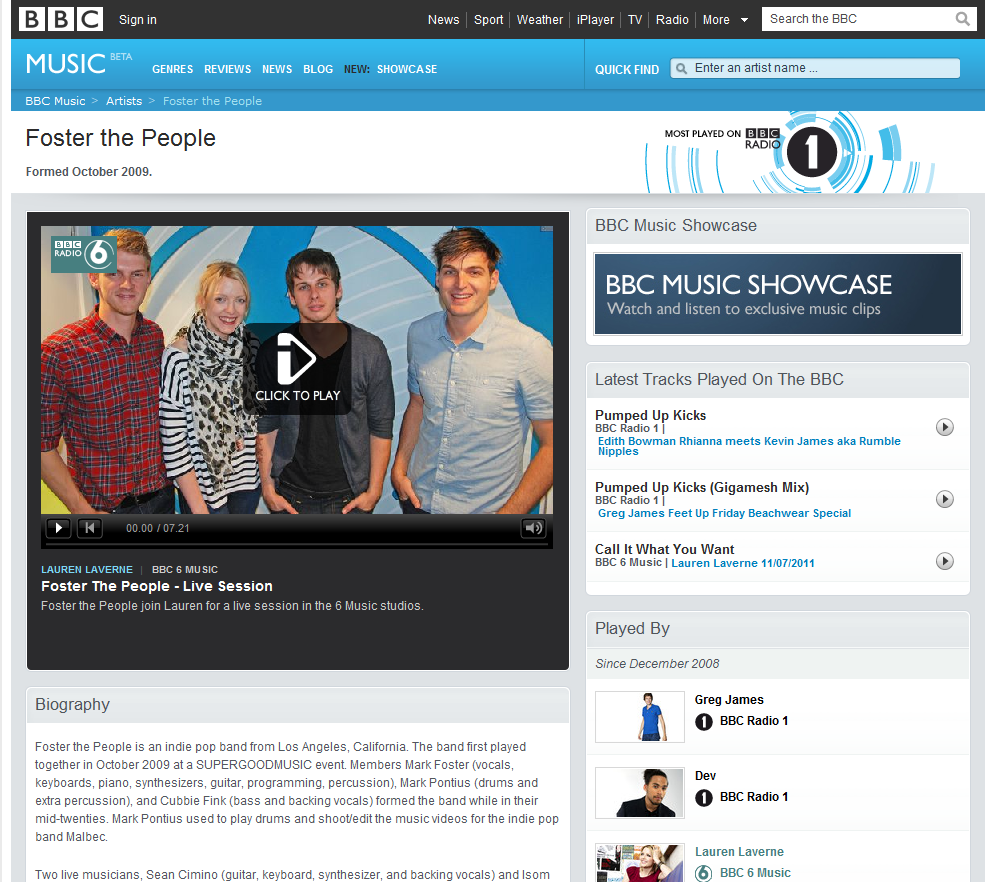 BBC Sign in News Sport Weather iPlayer TV Radio More Search the BBC
MUSIC BETA GENRES REVIEWS NEWS BLOG NEW: SHOWCASE QUICK FIND Enter an artist name ...
BBC Music > Artists > Foster the People
Foster the People
Formed October 2009.
MOST PLAYED ON BBC RADIO 1
BBC RADIO 6
CLICK TO PLAY
00.00 / 07.21
LAUREN LAVERNE | BBC 6 MUSIC
Foster The People - Live Session
Foster the People join Lauren for a live session in the 6 Music studios.
Biography
Foster the People is an indie pop band from Los Angeles, California. The band first played
together in October 2009 at a SUPERGOODMUSIC event. Members Mark Foster (vocals,
keyboards, piano, synthesizers, guitar, programming, percussion), Mark Pontius (drums and
extra percussion), and Cubbie Fink (bass and backing vocals) formed the band while in their
mid-twenties. Mark Pontius used to play drums and shoot/edit the music videos for the indie pop
band Malbec.
Two live musicians, Sean Cimino (guitar, keyboard, synthesizer, and backing vocals) and Isom
BBC Music Showcase
BBC MUSIC SHOWCASE
Watch and listen to exclusive music clips
Latest Tracks Played On The BBC
Pumped Up Kicks
BBC Radio 1 |
Edith Bowman Rhianna meets Kevin James aka Rumble
Nipples
Pumped Up Kicks (Gigamesh Mix)
BBC Radio 1 |
Greg James Feet Up Friday Beachwear Special
Call It What You Want
BBC 6 Music | Lauren Laverne 11/07/2011
Played By
Since December 2008
Greg James
1 BBC Radio 1
Dev
1 BBC Radio 1
Lauren Laverne
6 BBC 6 Music